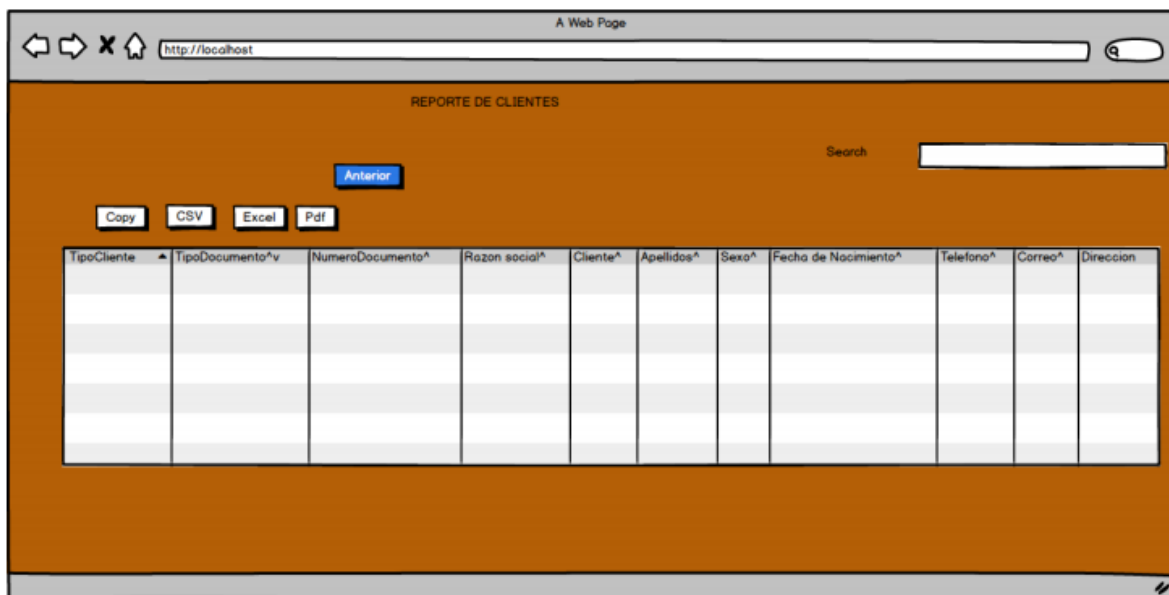 A Web Page
http://localhost
REPORTE DE CLIENTES
Search
Anterior
Copy CSV Excel Pdf
TipoCliente TipoDocumento^v NumeroDocumento^ Razon social^ Cliente^ Apellidos^ Sexo^ Fecha de Nacimiento^ Telefono^ Correo^ Direccion